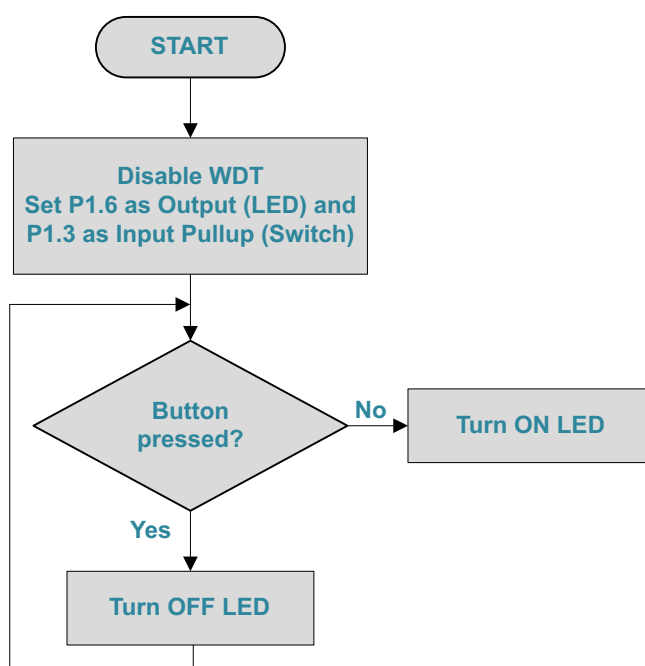 START
Disable WDT
Set P1.6 as Output (LED) and
P1.3 as Input Pullup (Switch)
Button
pressed?
No
Turn ON LED
Yes
Turn OFF LED